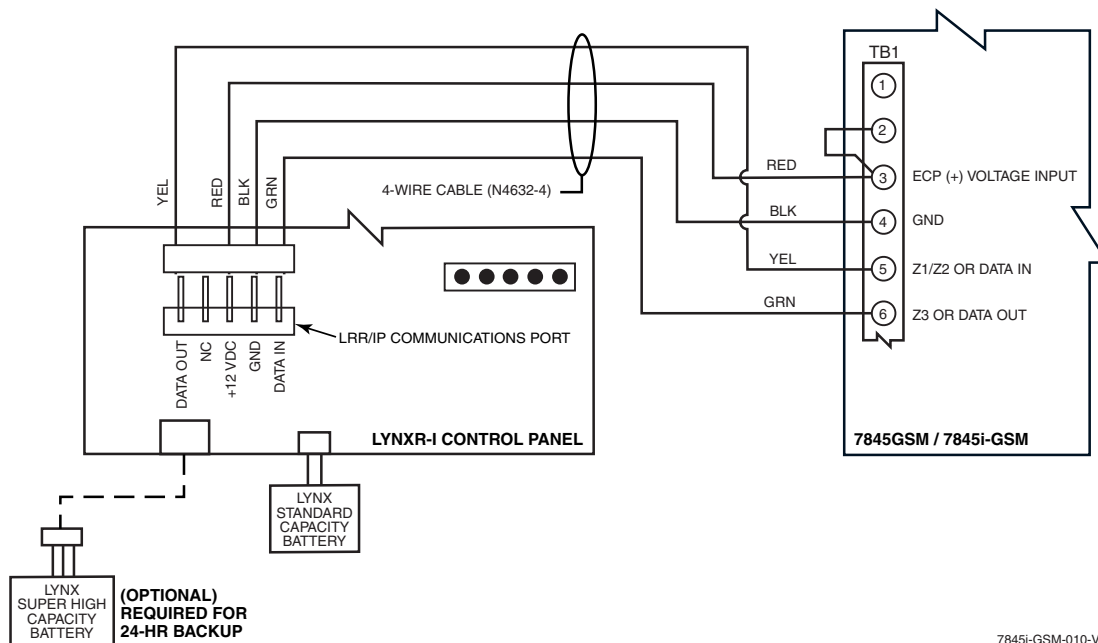 TB1
1
2
3
4
5
6
RED
BLK
YEL
GRN
ECP (+) VOLTAGE INPUT
GND
Z1/Z2 OR DATA IN
Z3 OR DATA OUT
7845GSM / 7845i-GSM
YEL
RED
BLK
GRN
4-WIRE CABLE (N4632-4)
LRR/IP COMMUNICATIONS PORT
DATA OUT
NC
+12 VDC
GND
DATA IN
LYNXR-I CONTROL PANEL
LYNX
STANDARD
CAPACITY
BATTERY
LYNX
SUPER HIGH
CAPACITY
BATTERY
(OPTIONAL)
REQUIRED FOR
24-HR BACKUP